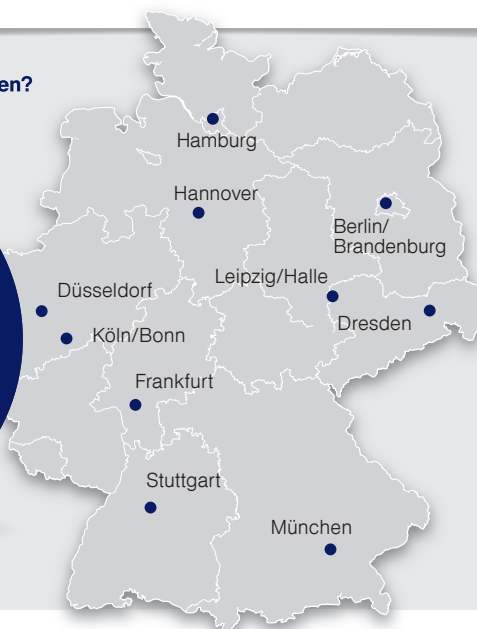 en?
Hamburg
Hannover
Berlin/
Brandenburg
Leipzig/Halle
Düsseldorf
Dresden
Köln/Bonn
Frankfurt
Stuttgart
München